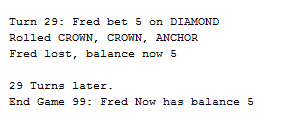 Turn 29: Fred bet 5 on DIAMOND
Rolled CROWN, CROWN, ANCHOR
Fred lost, balance now 5
29 Turns later.
End Game 99: Fred Now has balance 5